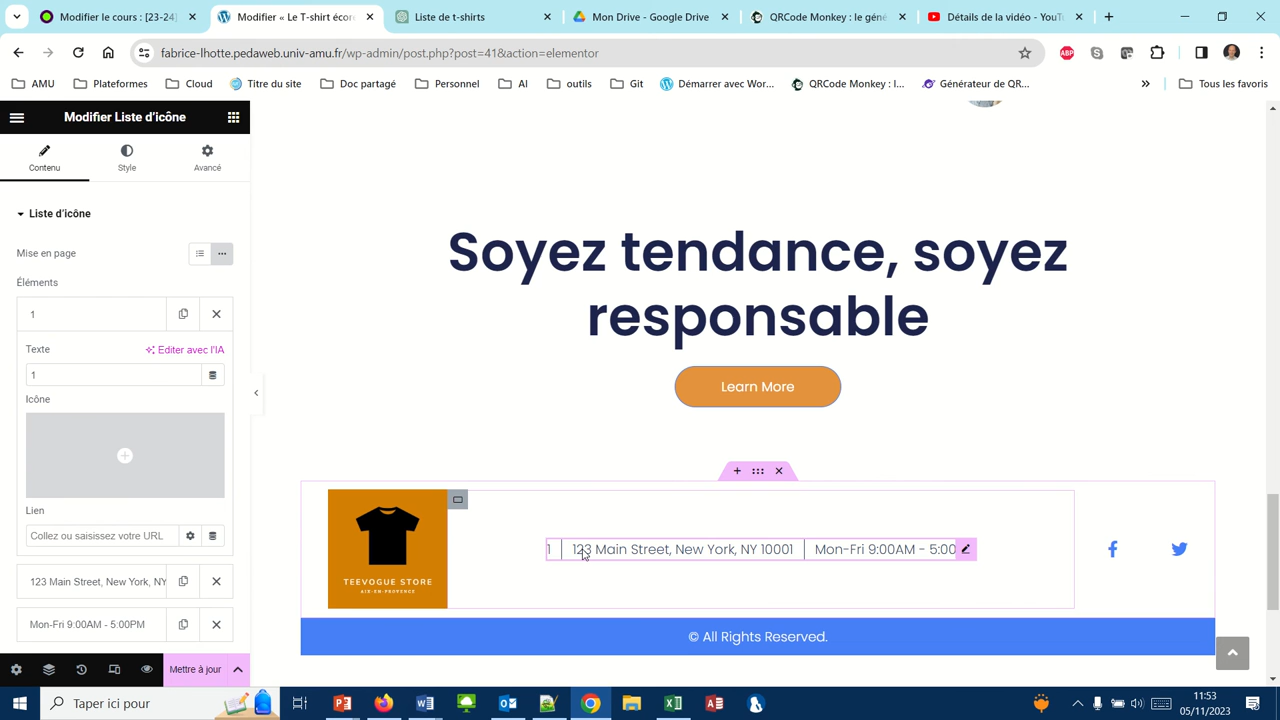 Modifier le cours : [23-24]
Modifier « Le T-shirt écor
Liste de t-shirts
Mon Drive - Google Drive
QRCode Monkey : le géné
Détails de la vidéo - YouT
fabrice-lhotte.pedaweb.univ-amu.fr/wp-admin/post.php?post=41&action=elementor
AMU
Plateformes
Cloud
Titre du site
Doc partagé
Personnel
AI
outils
Git
Démarrer avec Wor...
QRCode Monkey : l...
Générateur de QR...
»
Tous les favoris
Modifier Liste d'icône
Contenu
Style
Avancé
Liste d'icône
Mise en page
Éléments
1
Texte
Editer avec l'IA
1
Icône
Lien
Collez ou saisissez votre URL
123 Main Street, New York, NY
Mon-Fri 9:00AM - 5:00PM
Mettre à jour
Soyez tendance, soyez
responsable
Learn More
TEEVOGUE STORE
AIX-EN-PROVENCE
1
123 Main Street, New York, NY 10001
Mon-Fri 9:00AM - 5:00
© All Rights Reserved.
Taper ici pour
11:53
05/11/2023